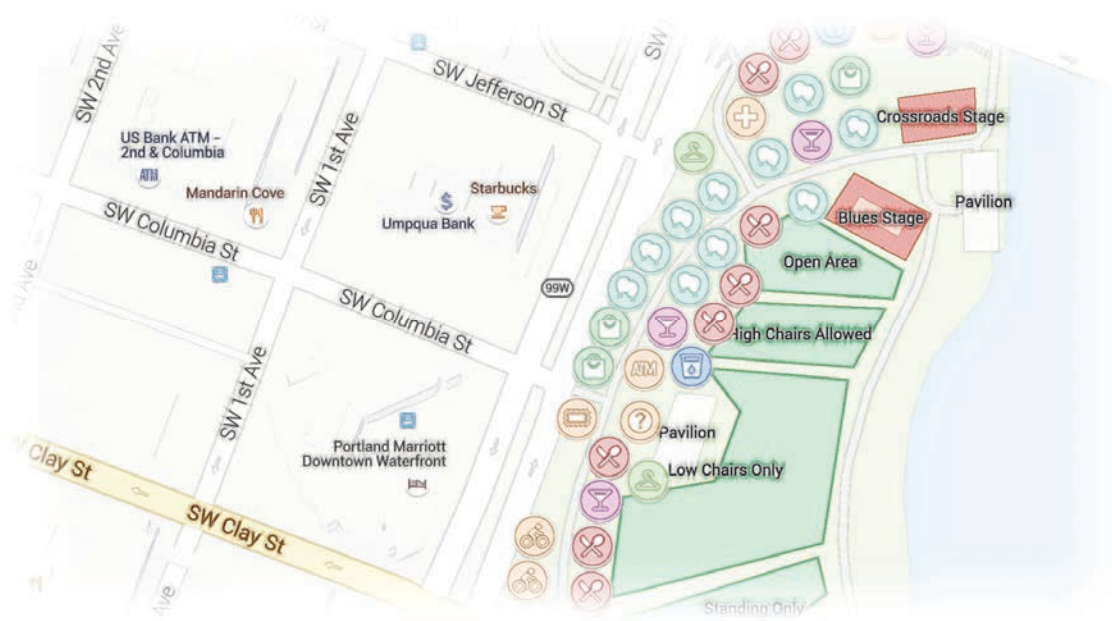 SW 2nd Ave
SW Jefferson St
Crossroads Stage
US Bank ATM -
2nd & Columbia
ATM
SW 1st Ave
Mandarin Cove
Starbucks
$
Umpqua Bank
Blues Stage
Pavilion
SW Columbia St
Open Area
99W
SW Columbia St
High Chairs Allowed
ATM
SW 1st Ave
?
Pavilion
Portland Marriott
Downtown Waterfront
Low Chairs Only
Clay St
SW Clay St
Ave
Standing Only